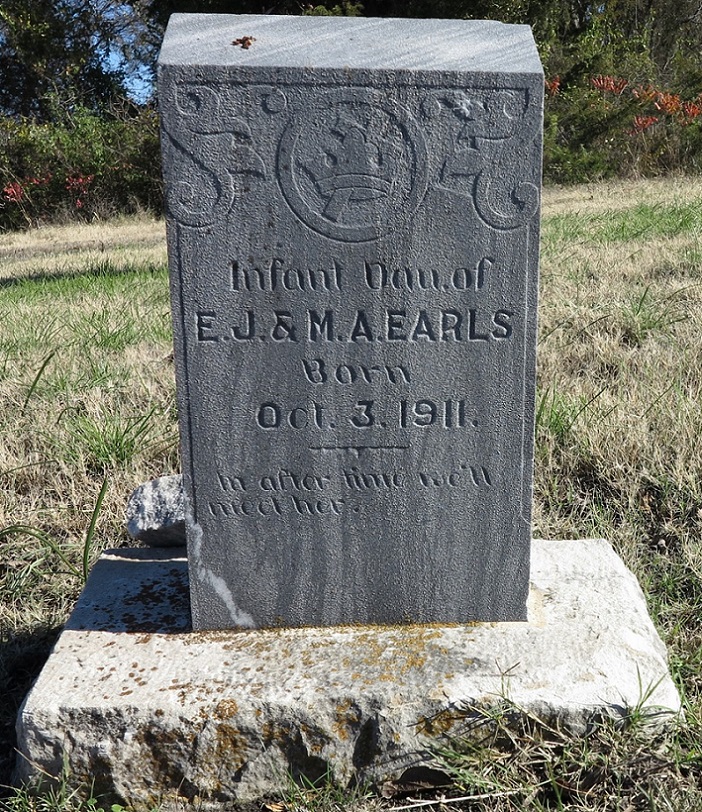 Infant Dau. of
E. J. & M. A. EARLS
Born
Oct. 3. 1911.
In after time we'll
meet her.